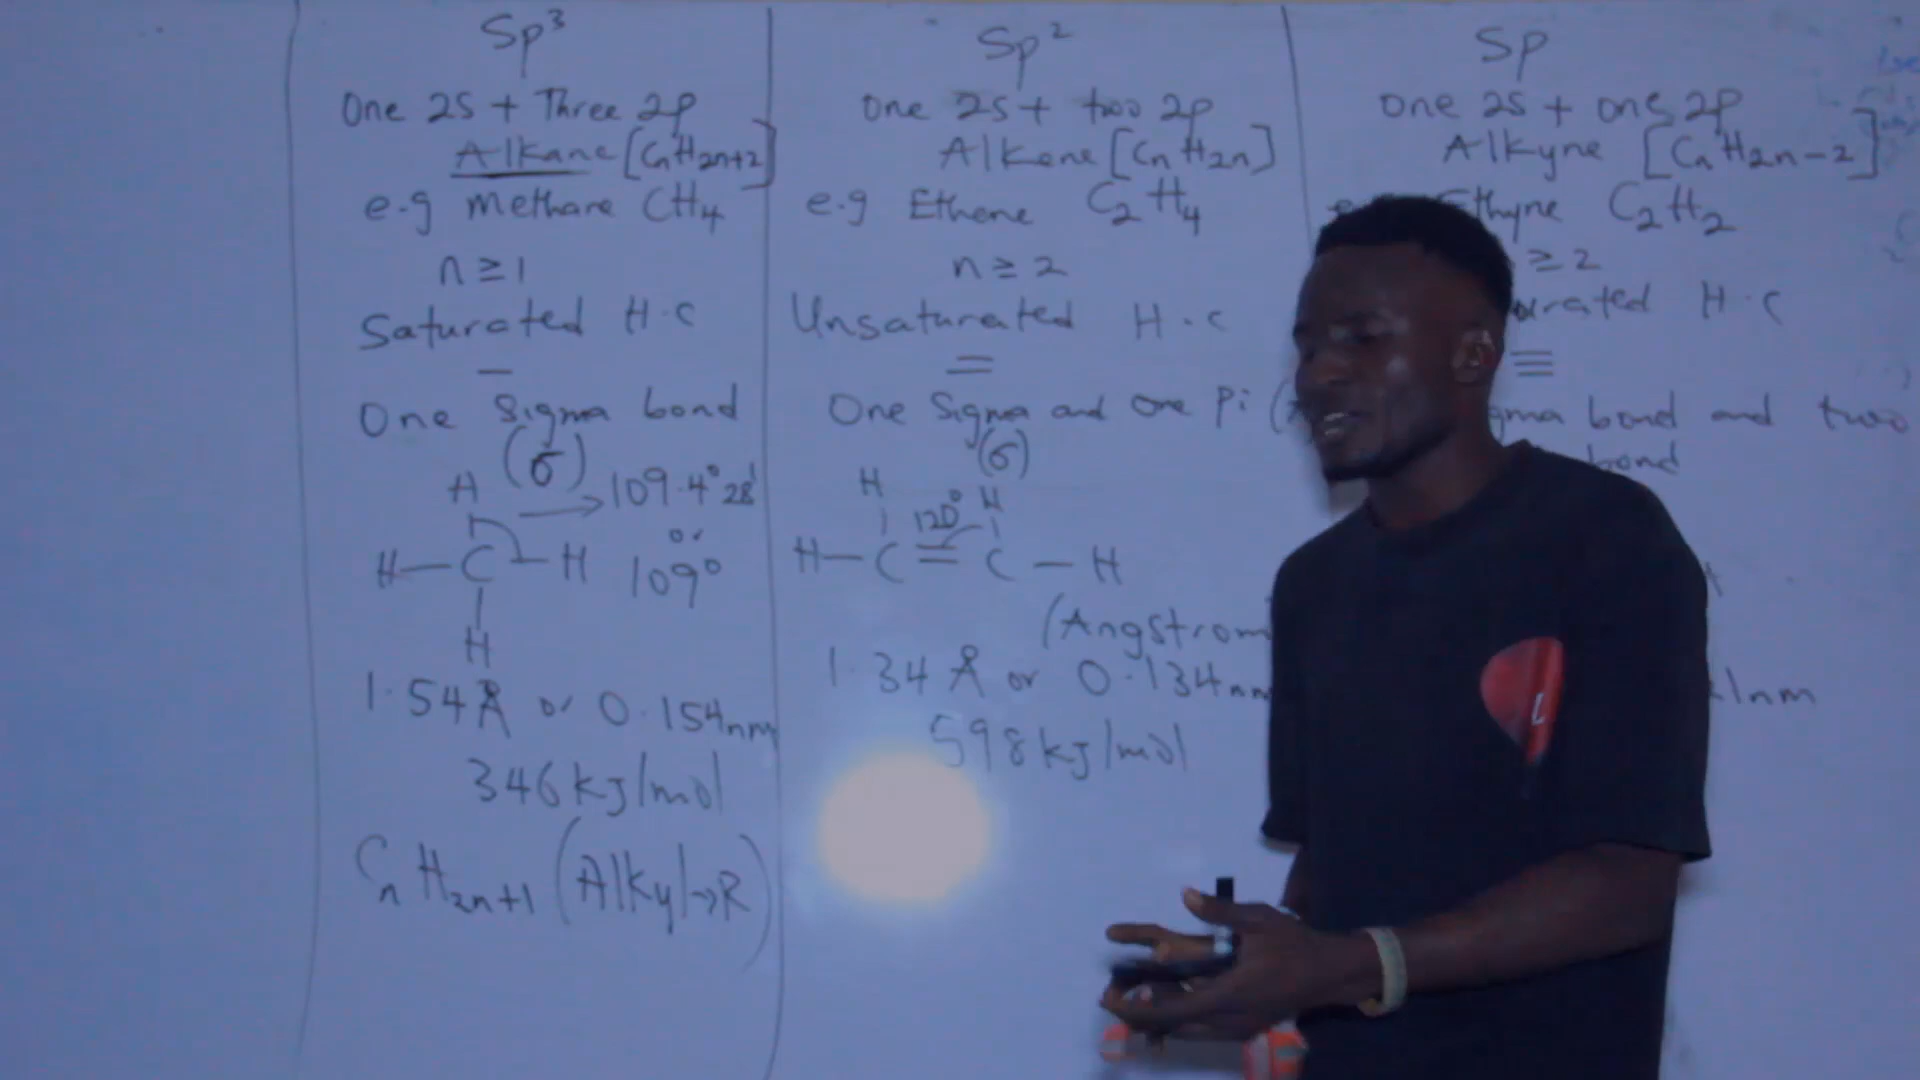 Sp³
One 2s + Three 2p
Alkane [CnH2n+2]
e.g Methane CH4
n ≥ 1
Saturated H.C
–
One Sigma bond
(σ)
H
109.4°28'
or
H–C–H 109°
H
1.54Å or 0.154nm
346kJ/mol
CnH2n+1 (Alkyl→R)
Sp²
One 2s + two 2p
Alkene [CnH2n]
e.g Ethene C2H4
n ≥ 2
Unsaturated H.C
=
One Sigma and one Pi
(σ)
H 120° H
H–C=C–H
(Angstrom
1.34Å or 0.134nm
598kJ/mol
Sp
One 2s + one 2p
Alkyne [CnH2n-2]
Ethyne C2H2
≥ 2
H.C
≡
bond and two
bond
1nm